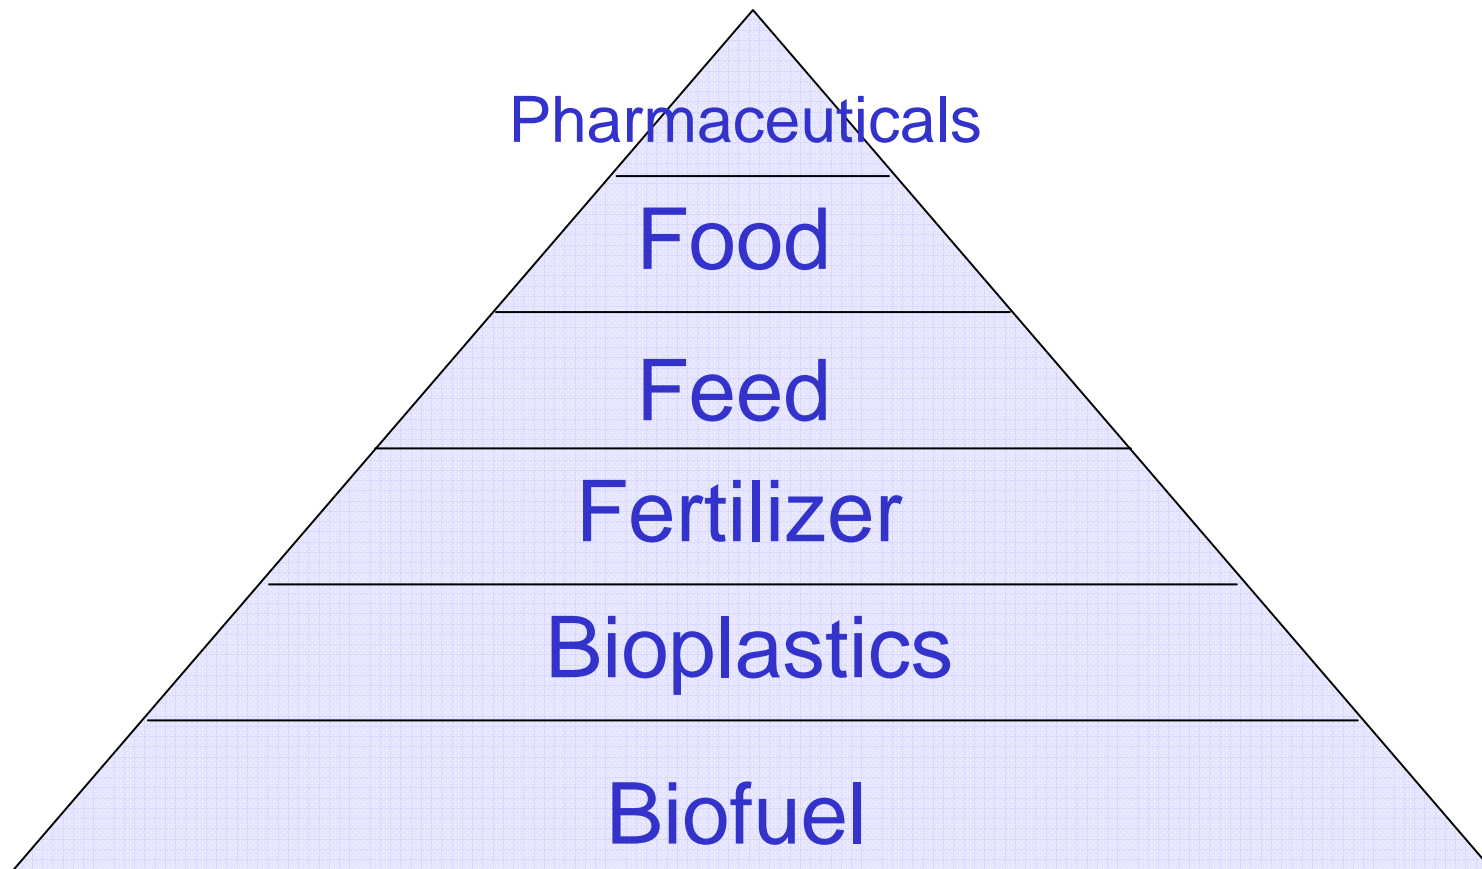 Pharmaceuticals
Food
Feed
Fertilizer
Bioplastics
Biofuel